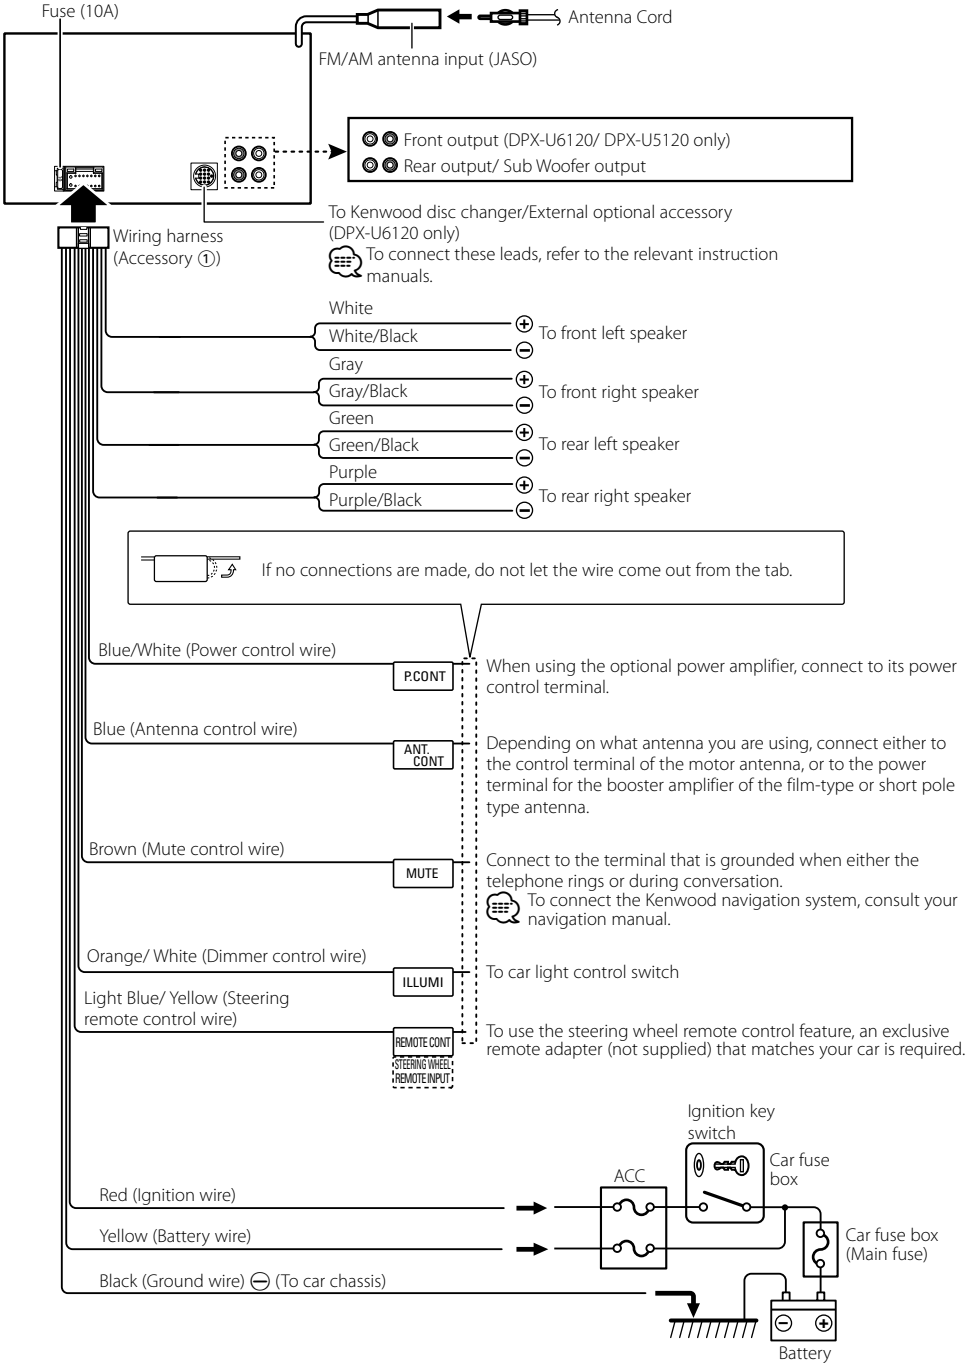 Fuse (10A)
Antenna Cord
FM/AM antenna input (JASO)
Front output (DPX-U6120/ DPX-U5120 only)
Rear output/ Sub Woofer output
To Kenwood disc changer/External optional accessory
(DPX-U6120 only)
To connect these leads, refer to the relevant instruction
manuals.
Wiring harness
(Accessory ①)
White
White/Black
⊕
⊖
To front left speaker
Gray
Gray/Black
⊕
⊖
To front right speaker
Green
Green/Black
⊕
⊖
To rear left speaker
Purple
Purple/Black
⊕
⊖
To rear right speaker
If no connections are made, do not let the wire come out from the tab.
Blue/White (Power control wire)
P.CONT
When using the optional power amplifier, connect to its power
control terminal.
Blue (Antenna control wire)
ANT.
CONT
Depending on what antenna you are using, connect either to
the control terminal of the motor antenna, or to the power
terminal for the booster amplifier of the film-type or short pole
type antenna.
Brown (Mute control wire)
MUTE
Connect to the terminal that is grounded when either the
telephone rings or during conversation.
To connect the Kenwood navigation system, consult your
navigation manual.
Orange/ White (Dimmer control wire)
ILLUMI
To car light control switch
Light Blue/ Yellow (Steering
remote control wire)
REMOTE CONT
STEERING WHEEL
REMOTE INPUT
To use the steering wheel remote control feature, an exclusive
remote adapter (not supplied) that matches your car is required.
Ignition key
switch
Car fuse
box
ACC
Red (Ignition wire)
Yellow (Battery wire)
Car fuse box
(Main fuse)
Black (Ground wire) ⊖ (To car chassis)
⊖ ⊕
Battery